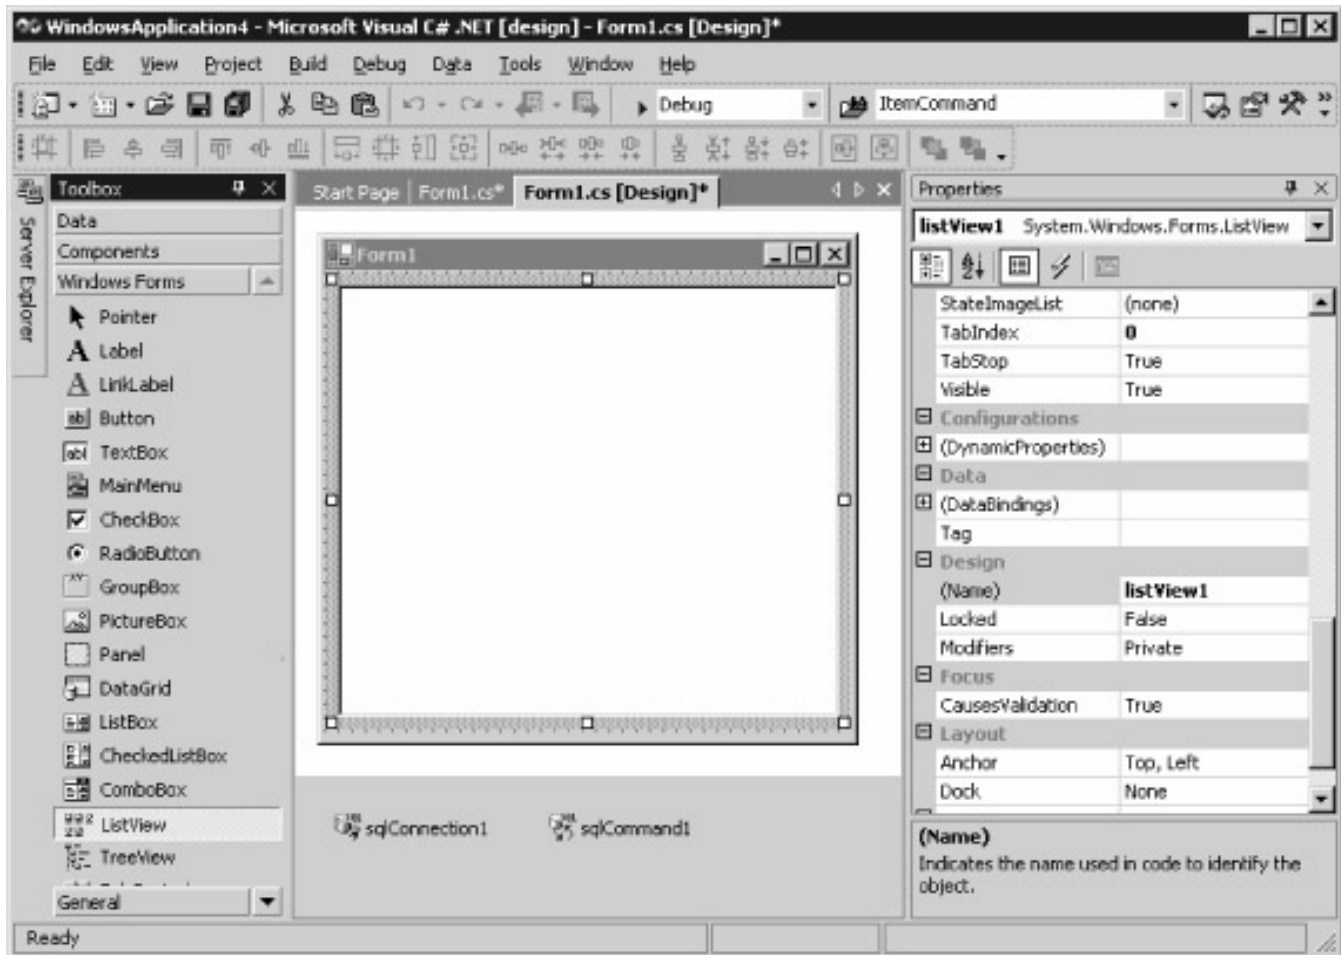 WindowsApplication4 - Microsoft Visual C# .NET [design] - Form1.cs [Design]*
File Edit View Project Build Debug Data Tools Window Help
Debug ItemCommand
Server Explorer
Toolbox
Data
Components
Windows Forms
Pointer
Label
LinkLabel
Button
TextBox
MainMenu
CheckBox
RadioButton
GroupBox
PictureBox
Panel
DataGrid
ListBox
CheckedListBox
ComboBox
ListView
TreeView
General
Start Page Form1.cs* Form1.cs [Design]*
Form1
sqlConnection1 sqlCommand1
Properties
listView1 System.Windows.Forms.ListView
StateImageList (none)
TabIndex 0
TabStop True
Visible True
Configurations
(DynamicProperties)
Data
(DataBindings)
Tag
Design
(Name) listView1
Locked False
Modifiers Private
Focus
CausesValidation True
Layout
Anchor Top, Left
Dock None
(Name)
Indicates the name used in code to identify the
object.
Ready